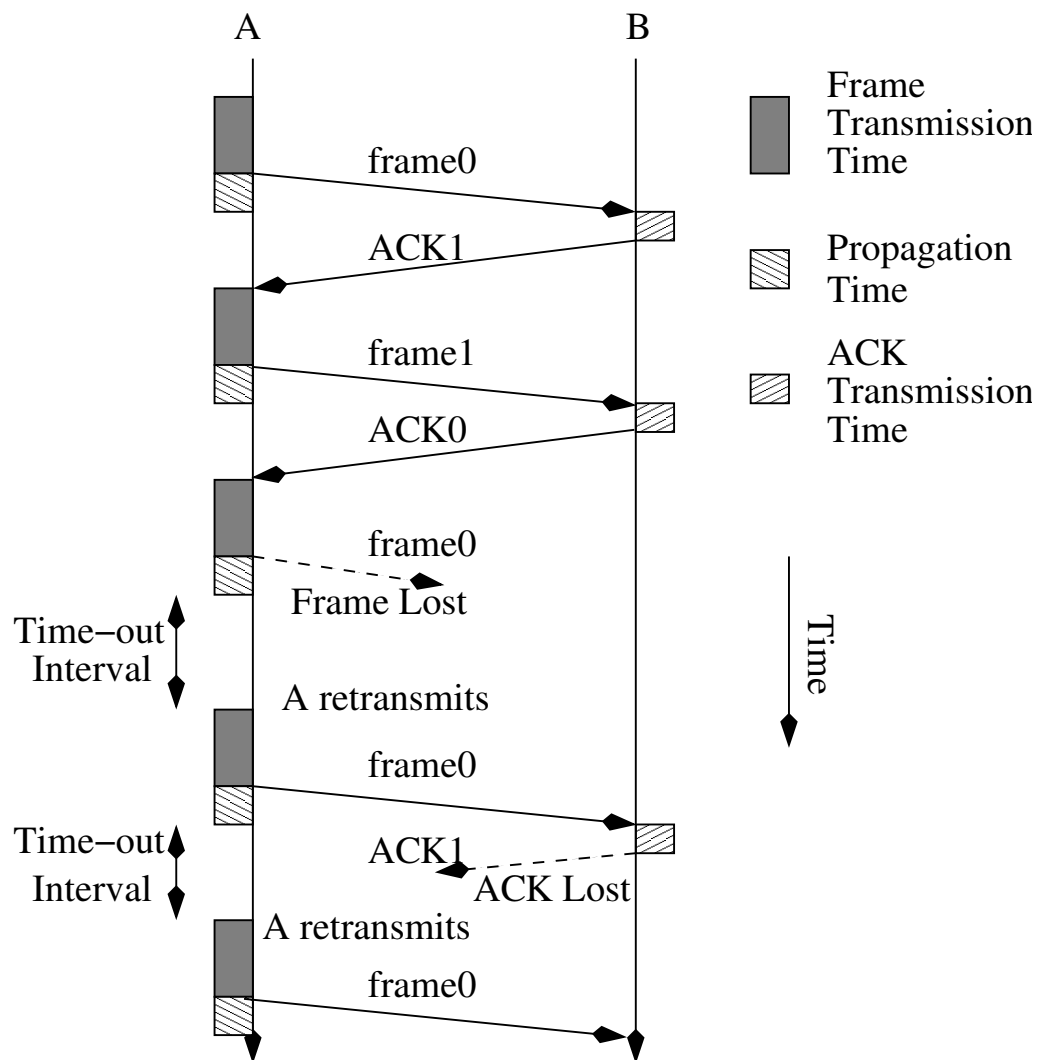 A
B
Frame
Transmission
Time
frame0
ACK1
Propagation
Time
frame1
ACK
Transmission
Time
ACK0
frame0
Frame Lost
Time-out
Interval
Time
A retransmits
frame0
Time-out
Interval
ACK1
ACK Lost
A retransmits
frame0